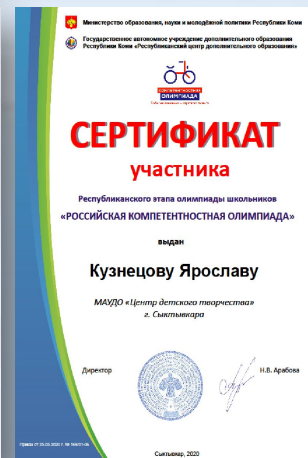 Министерство образования, науки и молодёжной политики Республики Коми
Государственное автономное учреждение дополнительного образования
Республики Коми «Республиканский центр дополнительного образования»
КОМПЕТЕНТНОСТНАЯ
ОЛИМПИАДА
СЕРТИФИКАТ
участника
Республиканского этапа олимпиады школьников
«РОССИЙСКАЯ КОМПЕТЕНТНОСТНАЯ ОЛИМПИАДА»
выдан
Кузнецову Ярославу
МАУДО «Центр детского творчества»
г. Сыктывкара
Директор
Н.В. Арабова
Сыктывкар, 2020